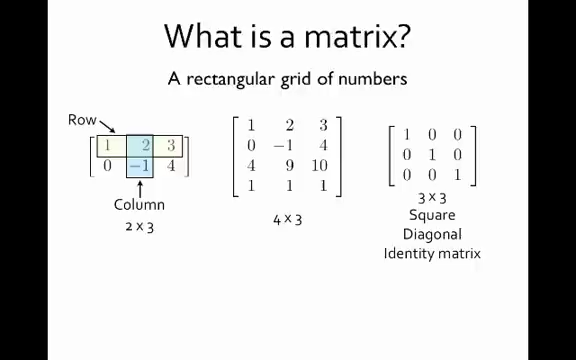 What is a matrix?
A rectangular grid of numbers
Row
1 2 3
0 −1 4
Column
2 x 3
1 2 3
0 −1 4
4 9 10
1 1 1
4 x 3
1 0 0
0 1 0
0 0 1
3 x 3
Square
Diagonal
Identity matrix